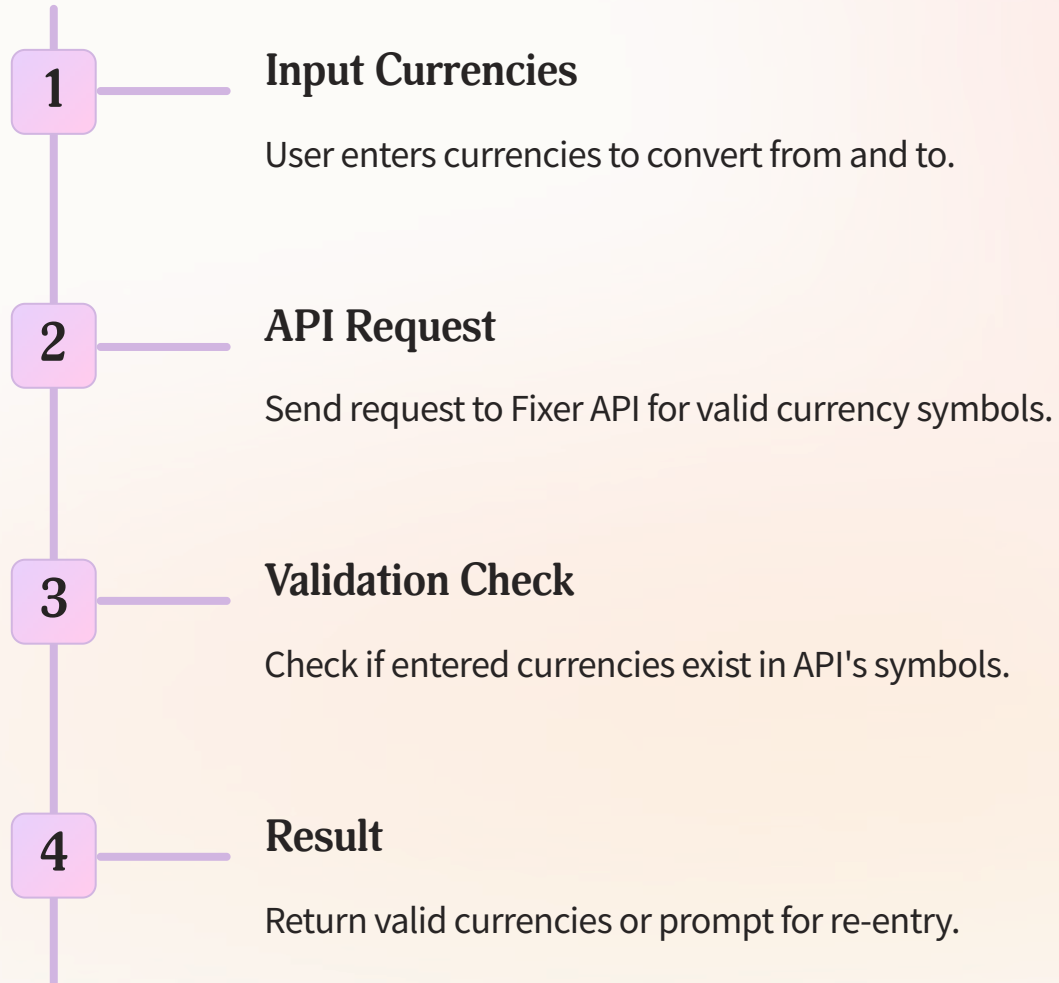 1
Input Currencies
User enters currencies to convert from and to.
2
API Request
Send request to Fixer API for valid currency symbols.
3
Validation Check
Check if entered currencies exist in API's symbols.
4
Result
Return valid currencies or prompt for re-entry.